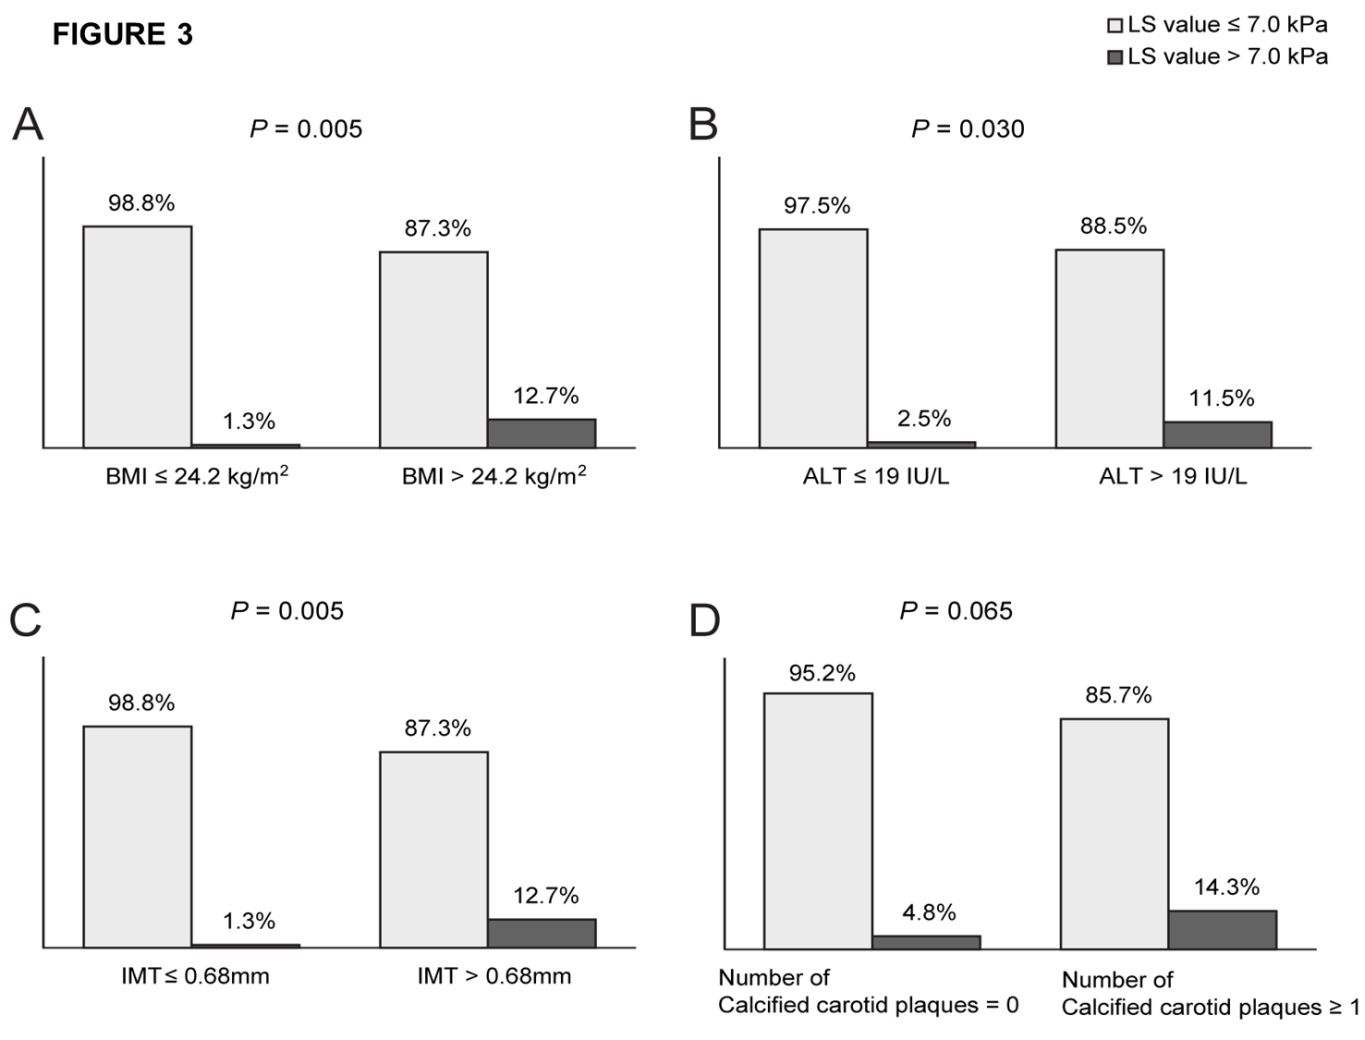 FIGURE 3
LS value ≤ 7.0 kPa
LS value > 7.0 kPa
A
P = 0.005
98.8%
1.3%
87.3%
12.7%
BMI ≤ 24.2 kg/m²
BMI > 24.2 kg/m²
B
P = 0.030
97.5%
2.5%
88.5%
11.5%
ALT ≤ 19 IU/L
ALT > 19 IU/L
C
P = 0.005
98.8%
1.3%
87.3%
12.7%
IMT ≤ 0.68mm
IMT > 0.68mm
D
P = 0.065
95.2%
4.8%
85.7%
14.3%
Number of
Calcified carotid plaques = 0
Number of
Calcified carotid plaques ≥ 1